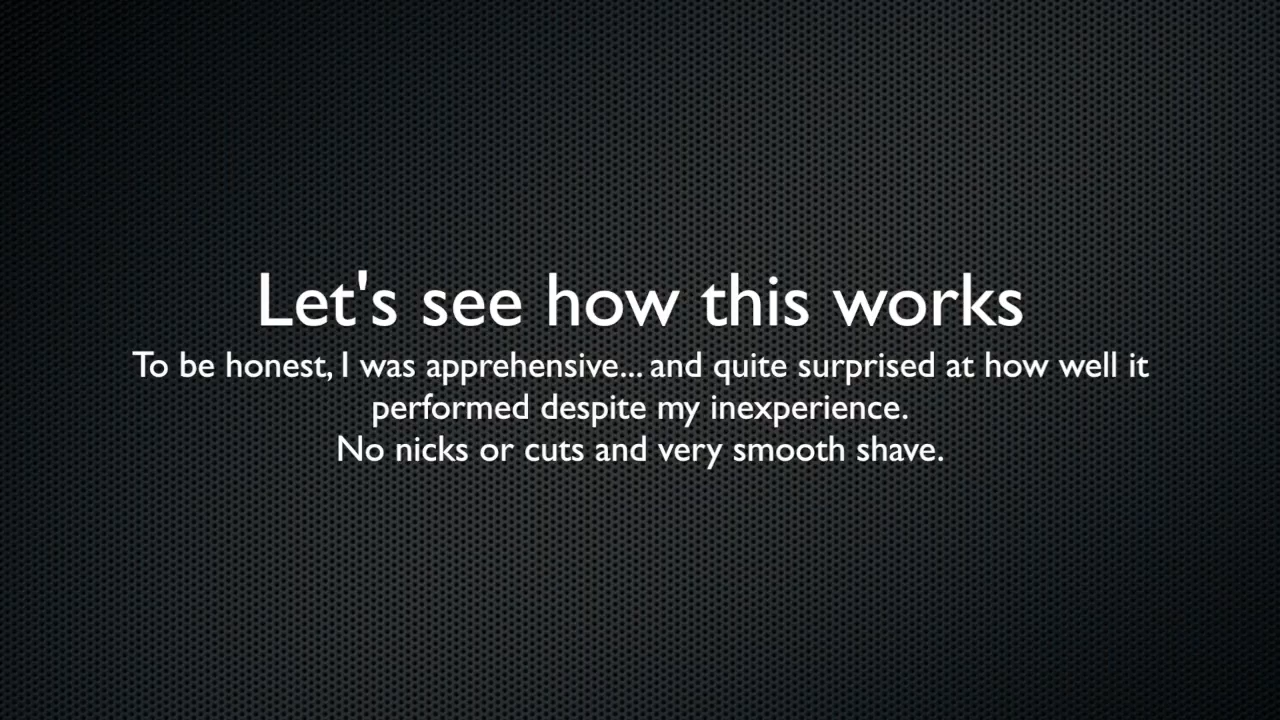 Let's see how this works
To be honest, I was apprehensive... and quite surprised at how well it
performed despite my inexperience.
No nicks or cuts and very smooth shave.